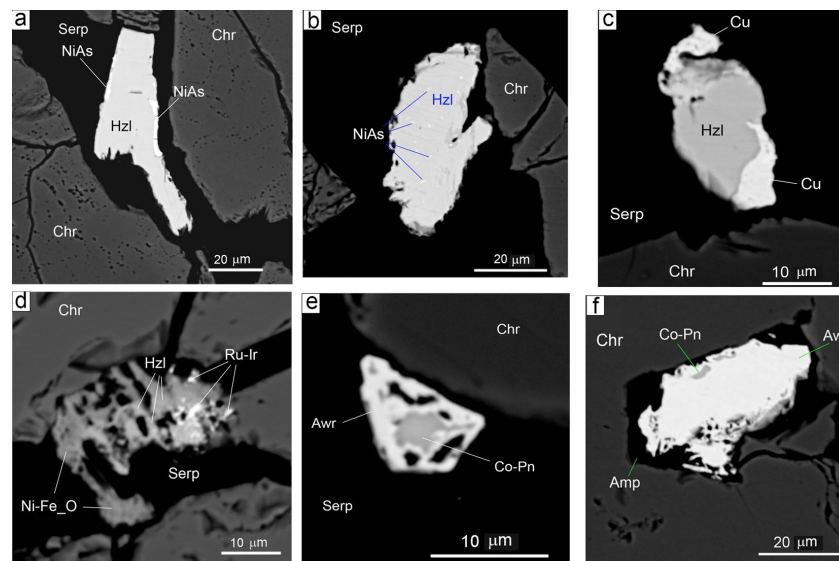 a
Serp
Chr
NiAs
NiAs
Hzl
Chr
20 μm
b
Serp
Hzl
Chr
NiAs
20 μm
c
Cu
Hzl
Cu
Serp
Chr
10 μm
d
Chr
Hzl
Ru-Ir
Serp
Ni-Fe_O
10 μm
e
Chr
Awr
Co-Pn
Serp
10 μm
f
Chr
Co-Pn
Aw
Amp
20 μm